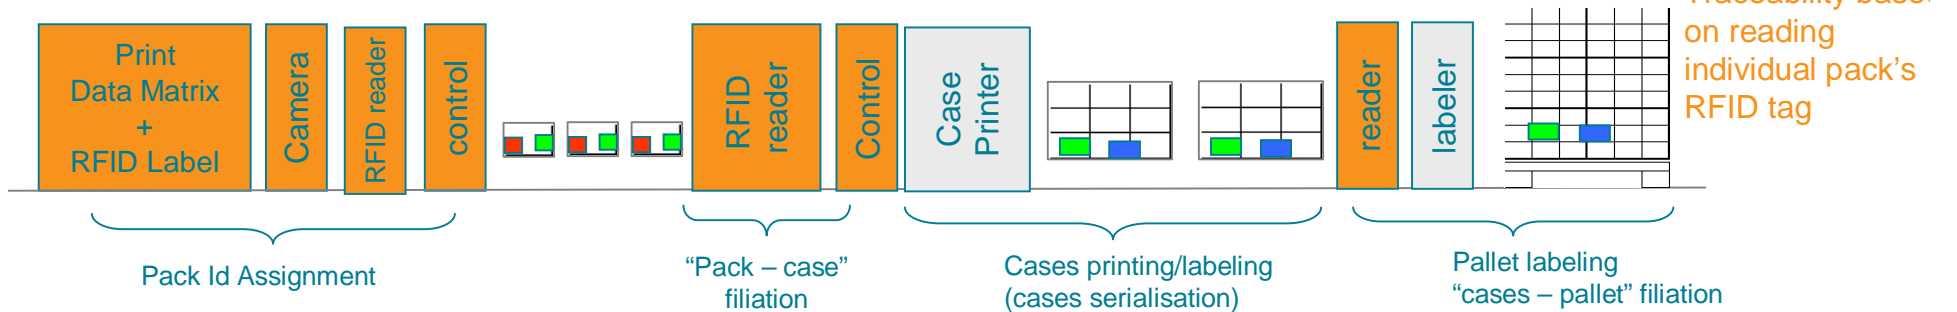 Print
Data Matrix
+
RFID Label
Camera
RFID reader
control
RFID
reader
Control
Case
Printer
reader
labeler
Traceability based
on reading
individual pack's
RFID tag
Pack Id Assignment
“Pack – case”
filiation
Cases printing/labeling
(cases serialisation)
Pallet labeling
“cases – pallet” filiation